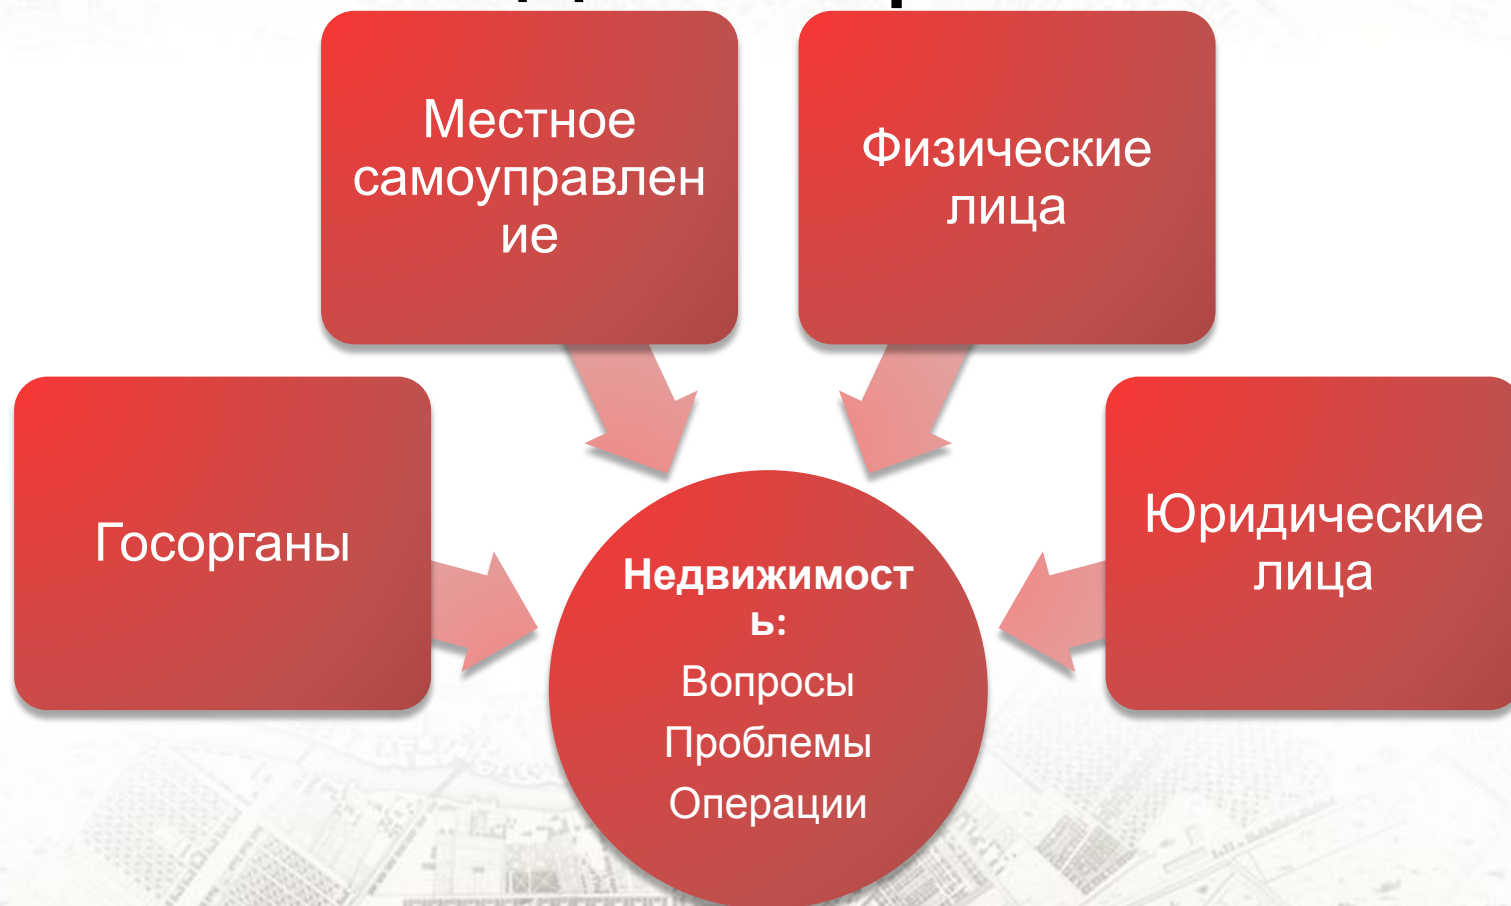 Местное
самоуправлен
ие
Физические
лица
Госорганы
Юридические
лица
Недвижимост
ь:
Вопросы
Проблемы
Операции